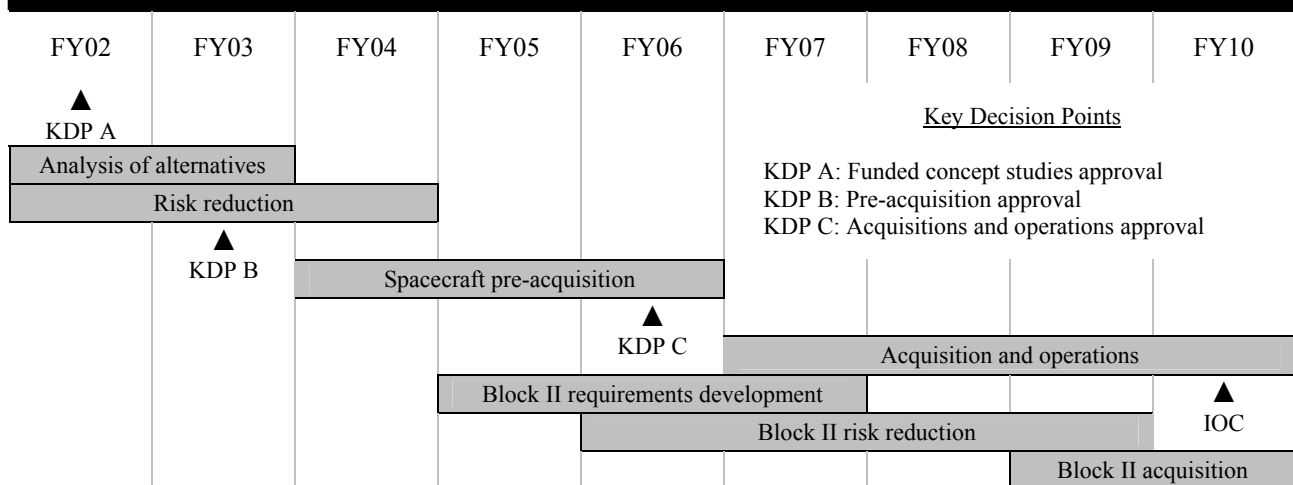 FY02 FY03 FY04 FY05 FY06 FY07 FY08 FY09 FY10
Key Decision Points
KDP A
Analysis of alternatives
KDP A: Funded concept studies approval
Risk reduction
KDP B: Pre-acquisition approval
KDP C: Acquisitions and operations approval
KDP B
Spacecraft pre-acquisition
KDP C
Acquisition and operations
Block II requirements development
IOC
Block II risk reduction
Block II acquisition